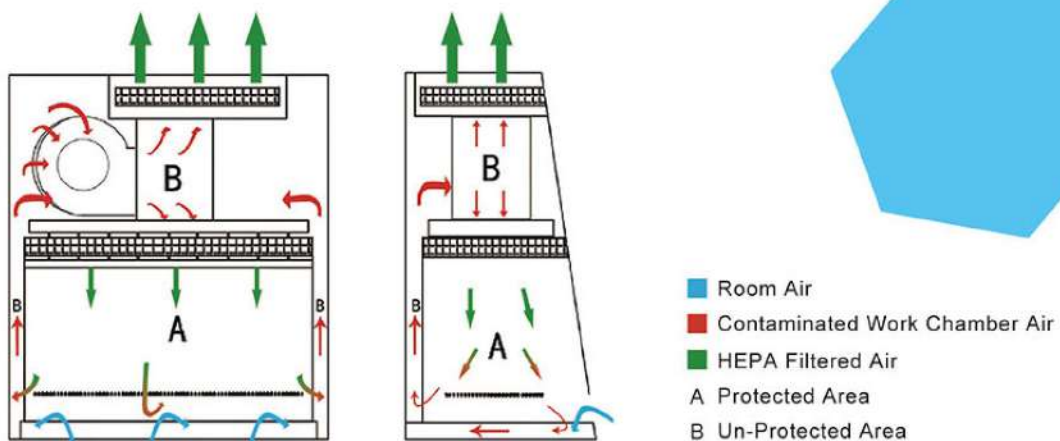 B
B
B
B
B
A
A
Room Air
Contaminated Work Chamber Air
HEPA Filtered Air
A Protected Area
B Un-Protected Area